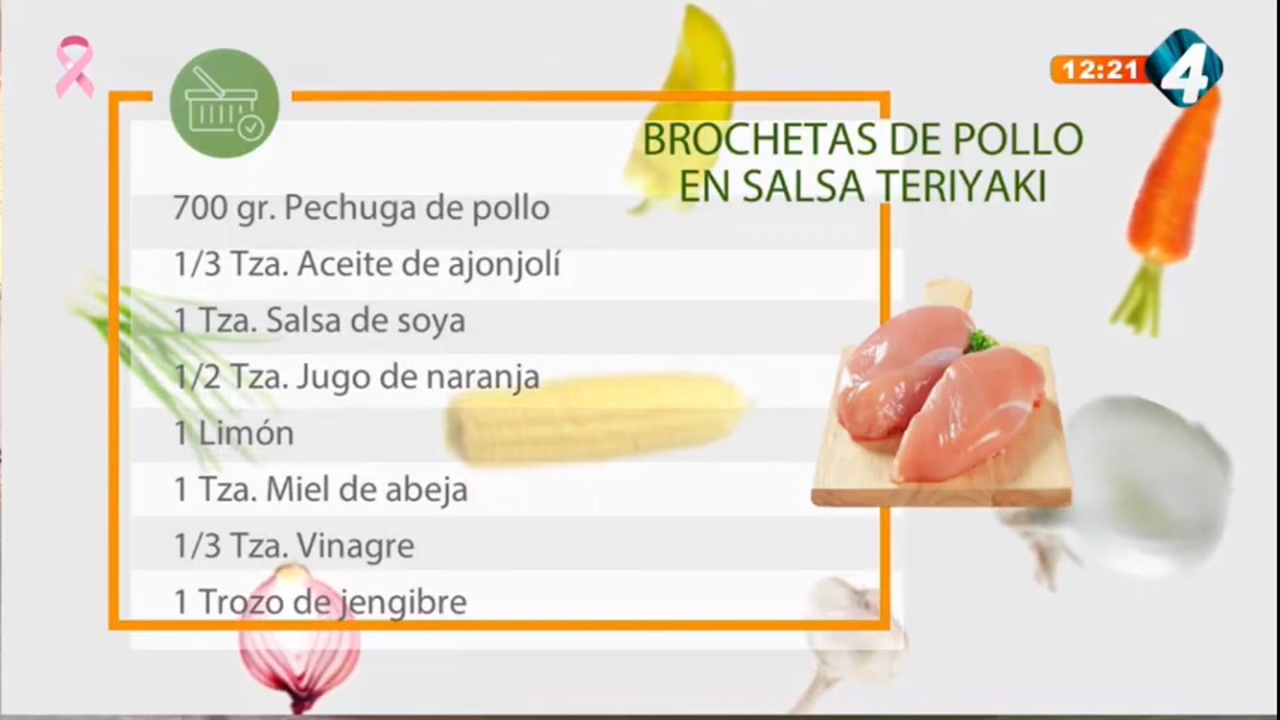 12:21
4
BROCHETAS DE POLLO
EN SALSA TERIYAKI
700 gr. Pechuga de pollo
1/3 Tza. Aceite de ajonjolí
1 Tza. Salsa de soya
1/2 Tza. Jugo de naranja
1 Limón
1 Tza. Miel de abeja
1/3 Tza. Vinagre
1 Trozo de jengibre